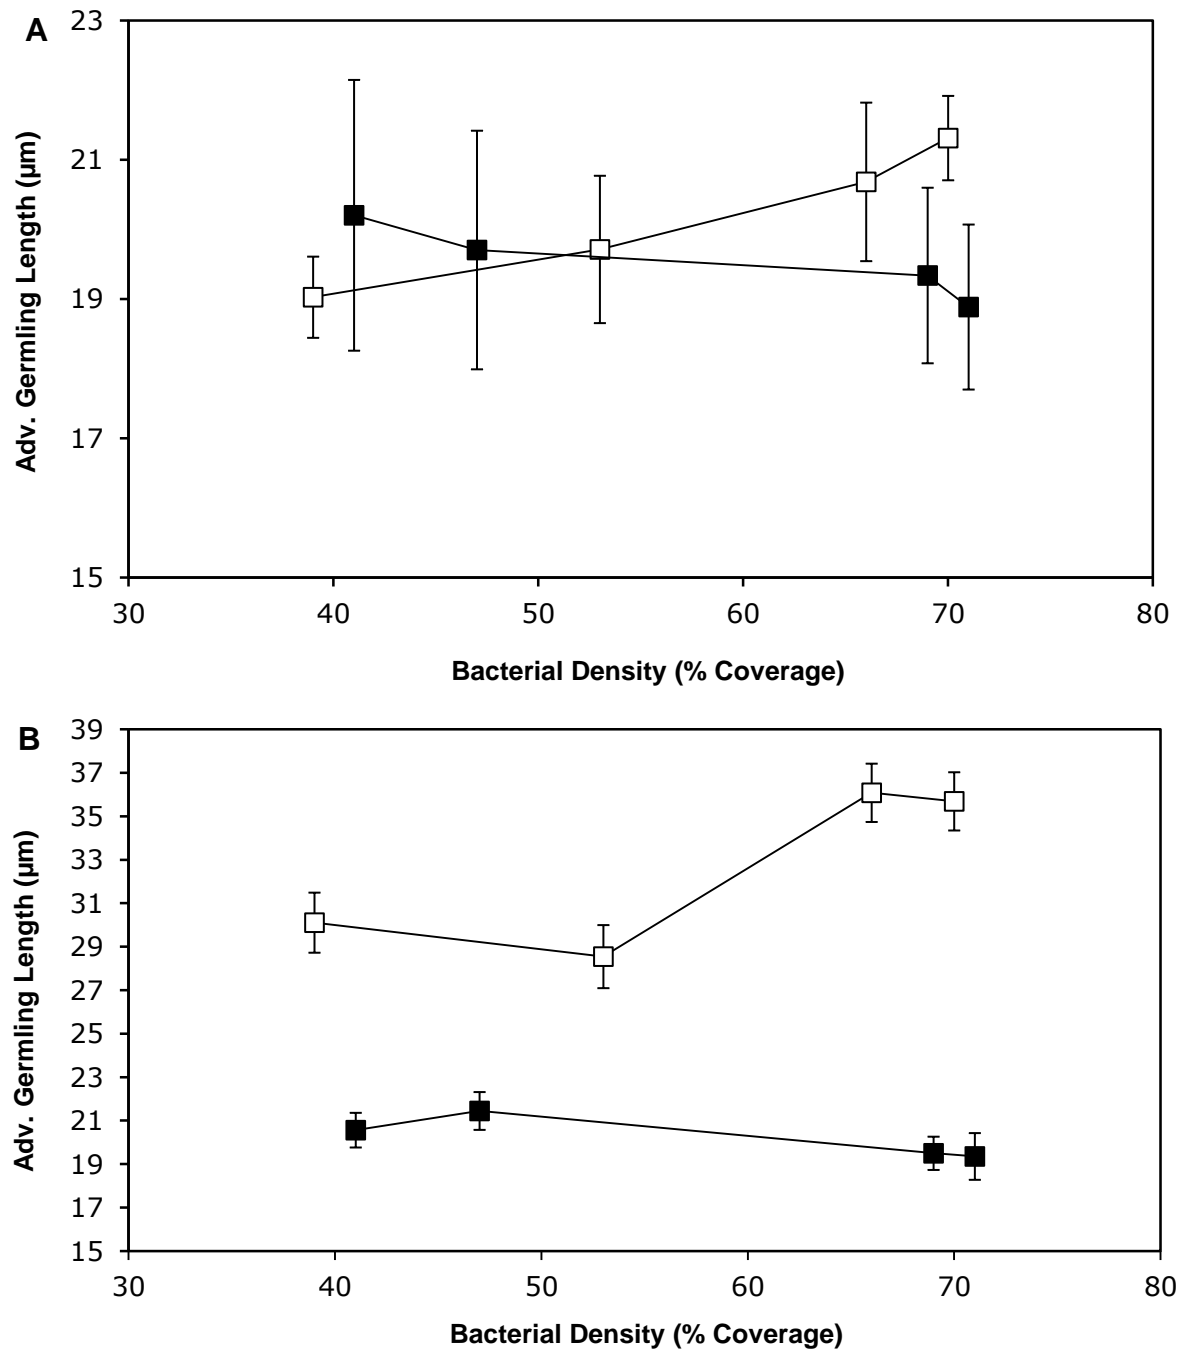 A
23
21
19
17
15
Adv. Germling Length (µm)
30 40 50 60 70 80
Bacterial Density (% Coverage)
B
39
37
35
33
31
29
27
25
23
21
19
17
15
Adv. Germling Length (µm)
30 40 50 60 70 80
Bacterial Density (% Coverage)